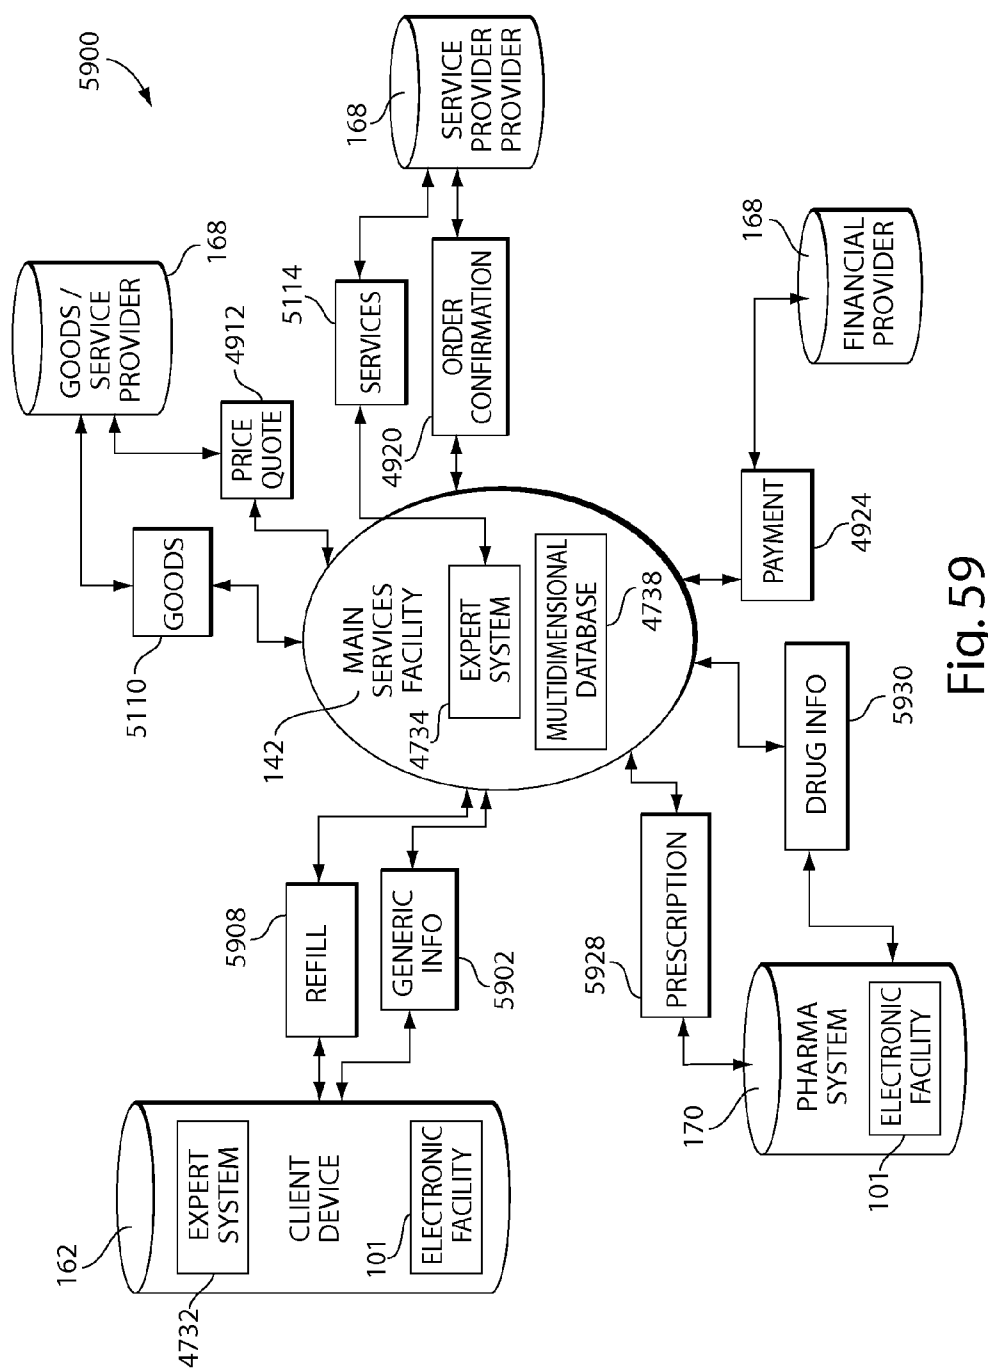 5900
162
4732
EXPERT
SYSTEM
CLIENT
DEVICE
101
ELECTRONIC
FACILITY
5908
REFILL
GENERIC
INFO
5902
5110
GOODS
GOODS /
SERVICE
PROVIDER
168
4912
PRICE
QUOTE
142
MAIN
SERVICES
FACILITY
4734
EXPERT
SYSTEM
MULTIDIMENSIONAL
DATABASE
4738
5114
SERVICES
4920
ORDER
CONFIRMATION
168
SERVICE
PROVIDER
PROVIDER
5928
PRESCRIPTION
170
PHARMA
SYSTEM
101
ELECTRONIC
FACILITY
DRUG INFO
5930
PAYMENT
4924
168
FINANCIAL
PROVIDER
Fig. 59